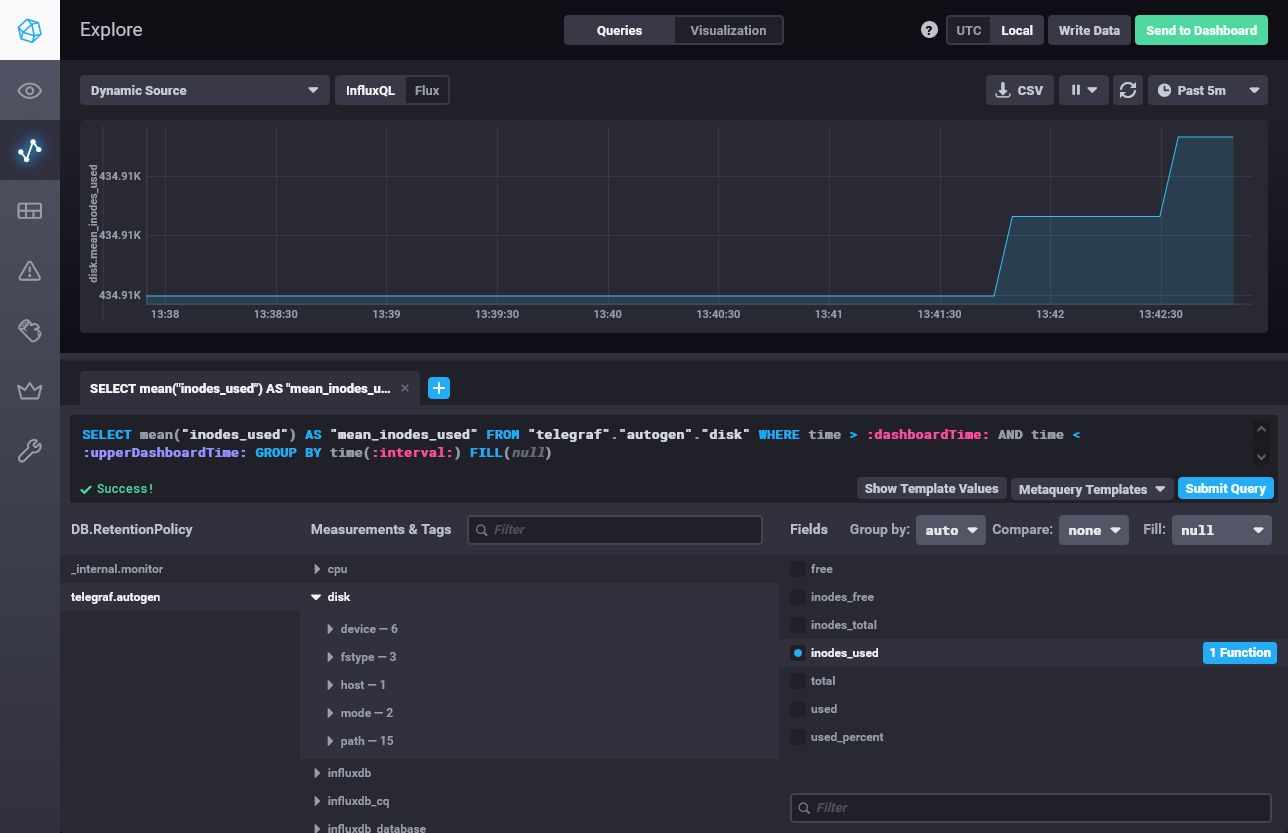 Explore
Queries
Visualization
?
UTC
Local
Write Data
Send to Dashboard
Dynamic Source
InfluxQL
Flux
CSV
Past 5m
disk.mean_inodes_used
434.91K
434.91K
434.91K
13:38
13:38:30
13:39
13:39:30
13:40
13:40:30
13:41
13:41:30
13:42
13:42:30
SELECT mean("inodes_used") AS "mean_inodes_u...
SELECT mean("inodes_used") AS "mean_inodes_used" FROM "telegraf"."autogen"."disk" WHERE time > :dashboardTime: AND time <
:upperDashboardTime: GROUP BY time(:interval:) FILL(null)
Success!
Show Template Values
Metaquery Templates
Submit Query
DB.RetentionPolicy
Measurements & Tags
Filter
Fields
Group by:
auto
Compare:
none
Fill:
null
_internal.monitor
telegraf.autogen
cpu
disk
device — 6
fstype — 3
host — 1
mode — 2
path — 15
influxdb
influxdb_cq
influxdb_database
free
inodes_free
inodes_total
inodes_used
1 Function
total
used
used_percent
Filter